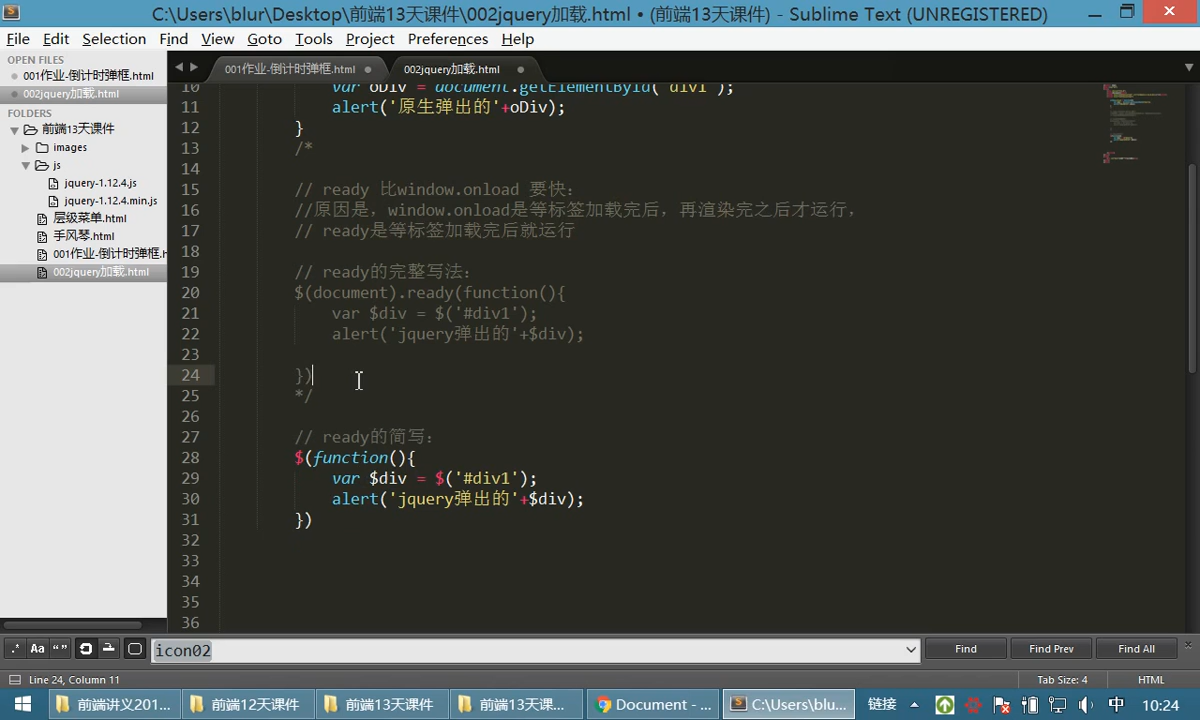 C:\Users\blur\Desktop\前端13天课件\002jquery加载.html • (前端13天课件) - Sublime Text (UNREGISTERED)
File Edit Selection Find View Goto Tools Project Preferences Help
OPEN FILES
001作业-倒计时弹框.html
002jquery加载.html
FOLDERS
前端13天课件
images
js
jquery-1.12.4.js
jquery-1.12.4.min.js
层级菜单.html
手风琴.html
001作业-倒计时弹框.h
002jquery加载.html
001作业-倒计时弹框.html 002jquery加载.html
10 var oDiv = document.getElementById('div1');
11 alert('原生弹出的'+oDiv);
12 }
13 /*
14
15 // ready 比window.onload 要快:
16 //原因是，window.onload是等标签加载完后，再渲染完之后才运行，
17 // ready是等标签加载完后就运行
18
19 // ready的完整写法:
20 $(document).ready(function(){
21 var $div = $('#div1');
22 alert('jquery弹出的'+$div);
23
24 })
25 */
26
27 // ready的简写:
28 $(function(){
29 var $div = $('#div1');
30 alert('jquery弹出的'+$div);
31 })
32
33
34
35
36
.* Aa “” icon02 Find Find Prev Find All
Line 24, Column 11 Tab Size: 4 HTML
前端讲义201... 前端12天课件 前端13天课件 前端13天课... Document - ... C:\Users\blu... 链接 中 10:24